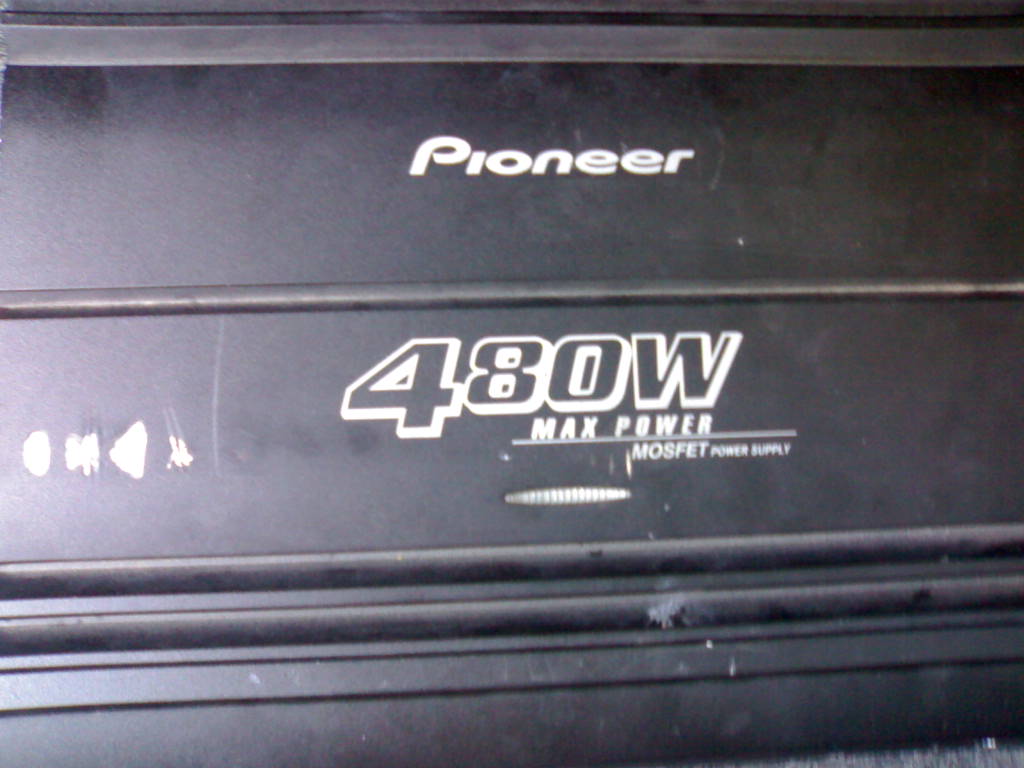 Pioneer
480W
MAX POWER
MOSFET POWER SUPPLY